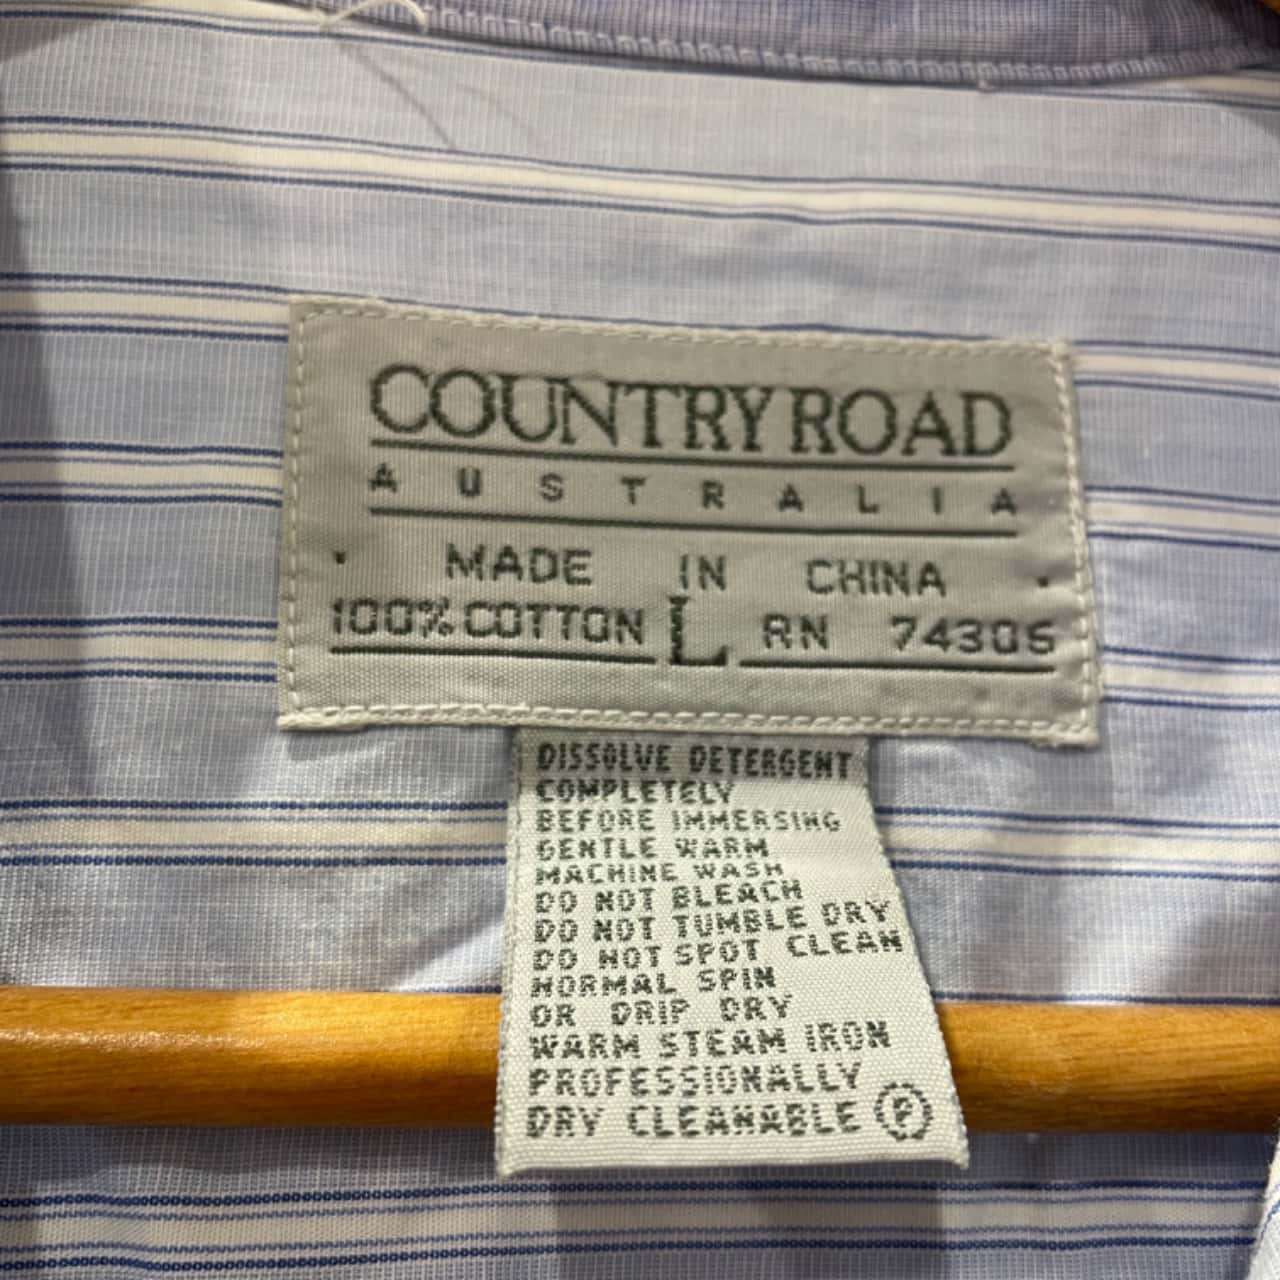 COUNTRY ROAD
AUSTRALIA
MADE IN CHINA
100% COTTON L RN 74305
DISSOLVE DETERGENT
COMPLETELY
BEFORE IMMERSING
GENTLE WARM
MACHINE WASH
DO NOT BLEACH
DO NOT TUMBLE DRY
DO NOT SPOT CLEAN
NORMAL SPIN
OR DRIP DRY
WARM STEAM IRON
PROFESSIONALLY
DRY CLEANABLE P